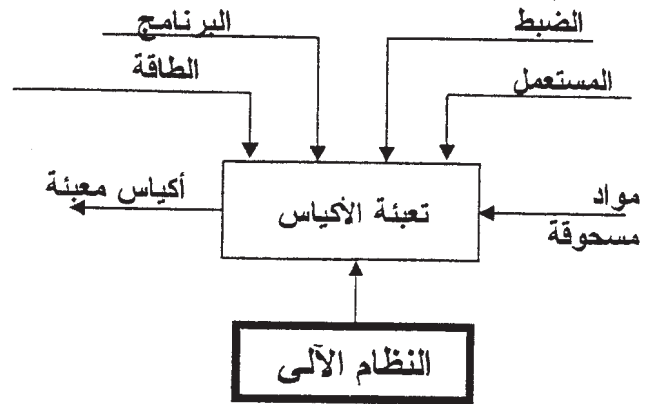 الضبط
البرنامج
المستعمل
الطاقة
مواد
مسحوقة
تعبئة الأكياس
أكياس معبئة
النظام الآلى